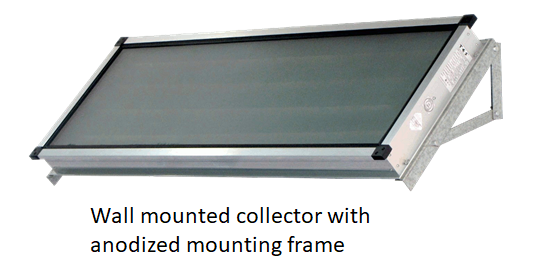 Wall mounted collector with
anodized mounting frame